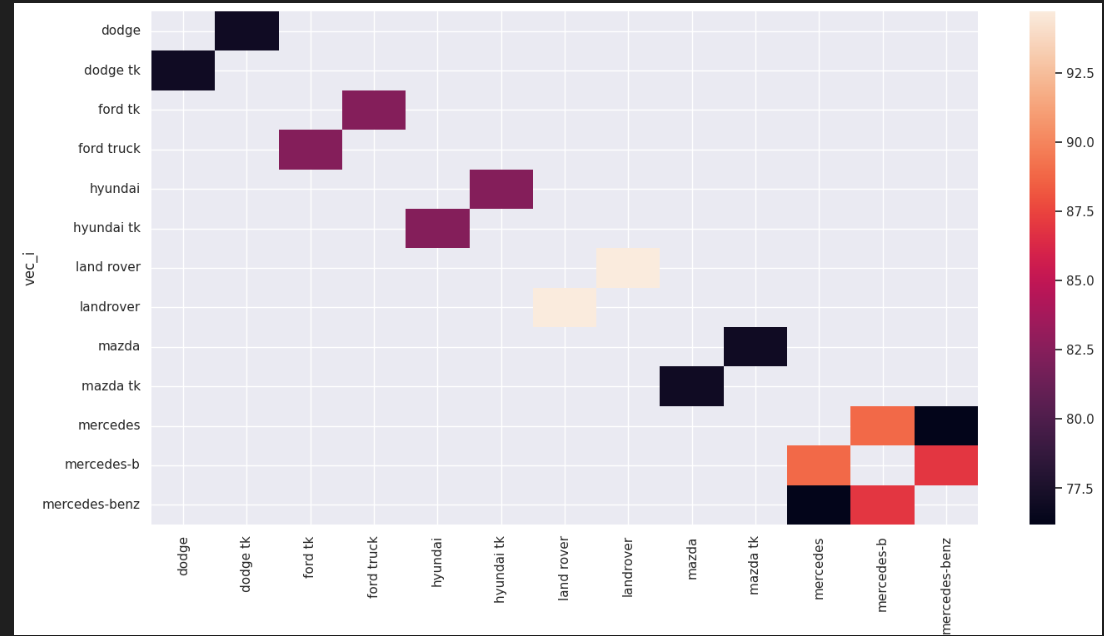 dodge
dodge tk
ford tk
ford truck
hyundai
hyundai tk
land rover
landrover
mazda
mazda tk
mercedes
mercedes-b
mercedes-benz
vec_i
dodge
dodge tk
ford tk
ford truck
hyundai
hyundai tk
land rover
landrover
mazda
mazda tk
mercedes
mercedes-b
mercedes-benz
92.5
90.0
87.5
85.0
82.5
80.0
77.5